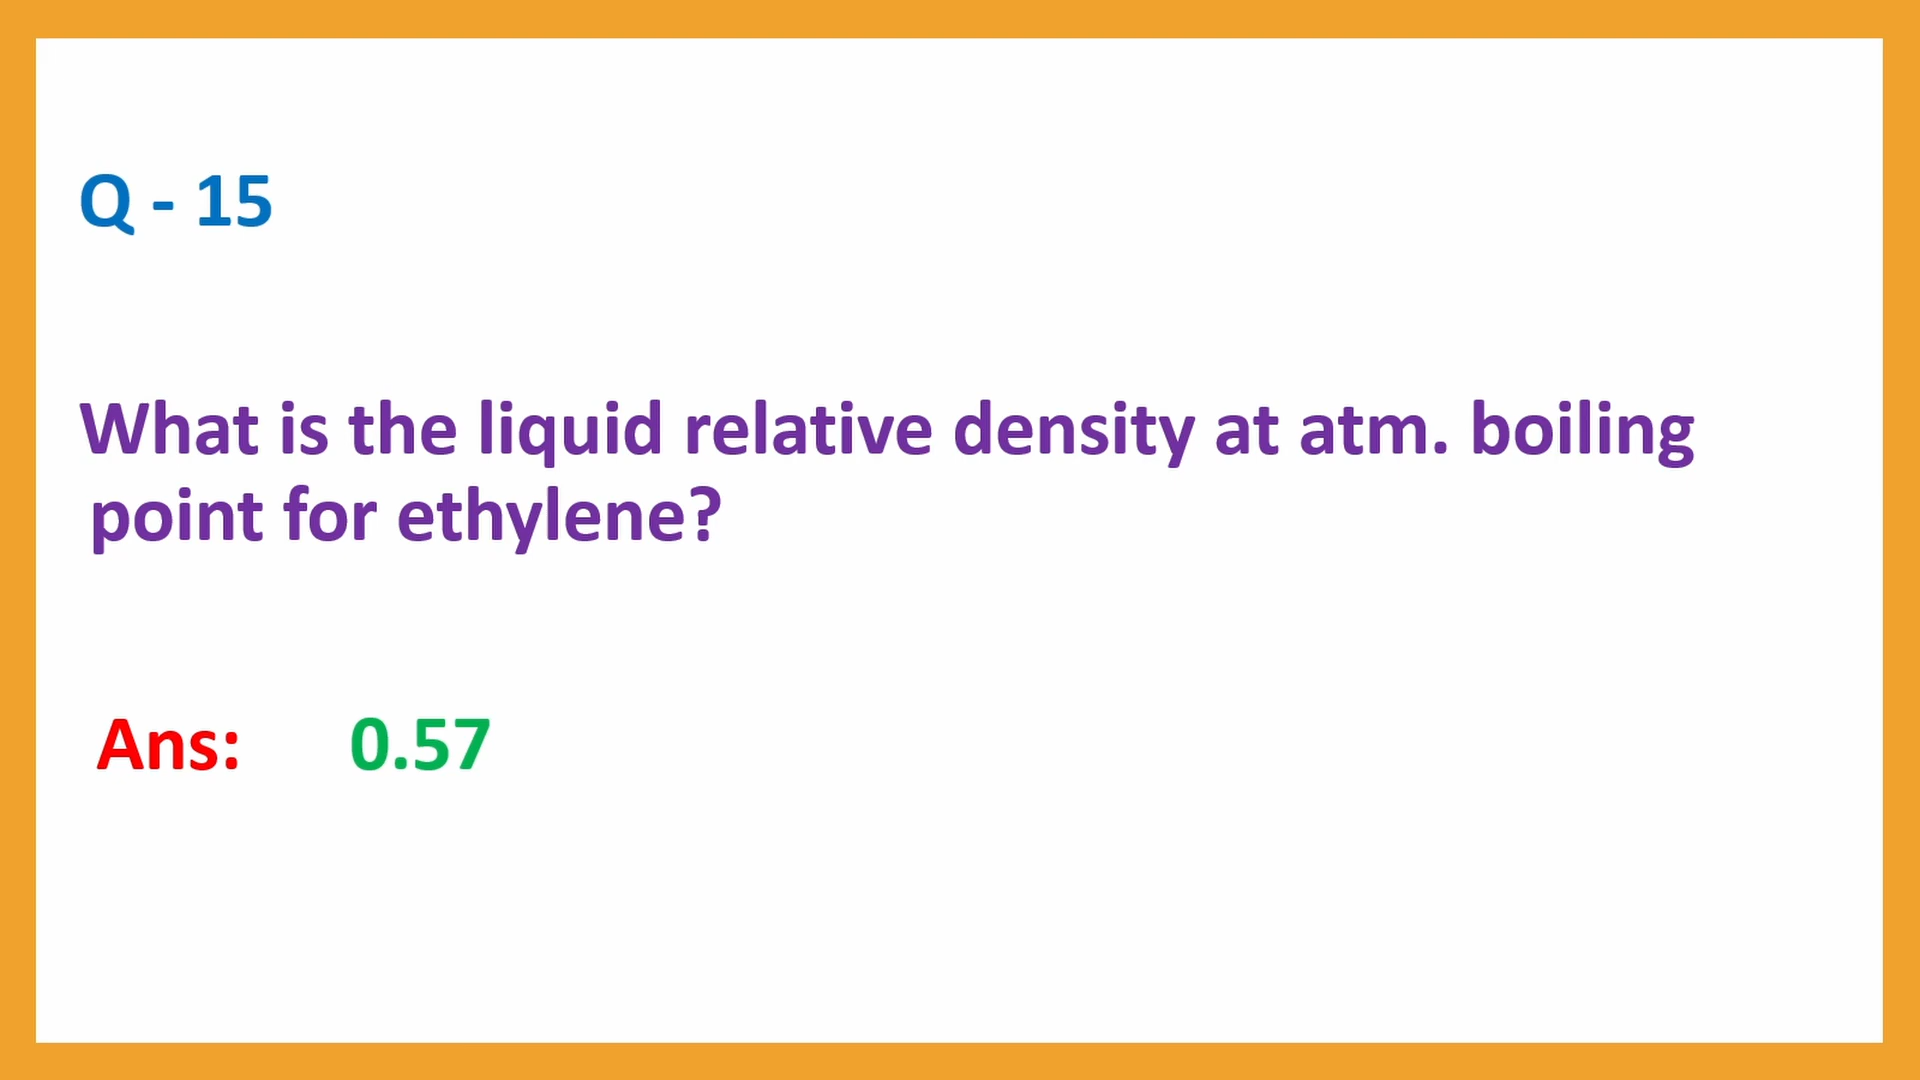 Q - 15
What is the liquid relative density at atm. boiling
point for ethylene?
Ans: 0.57